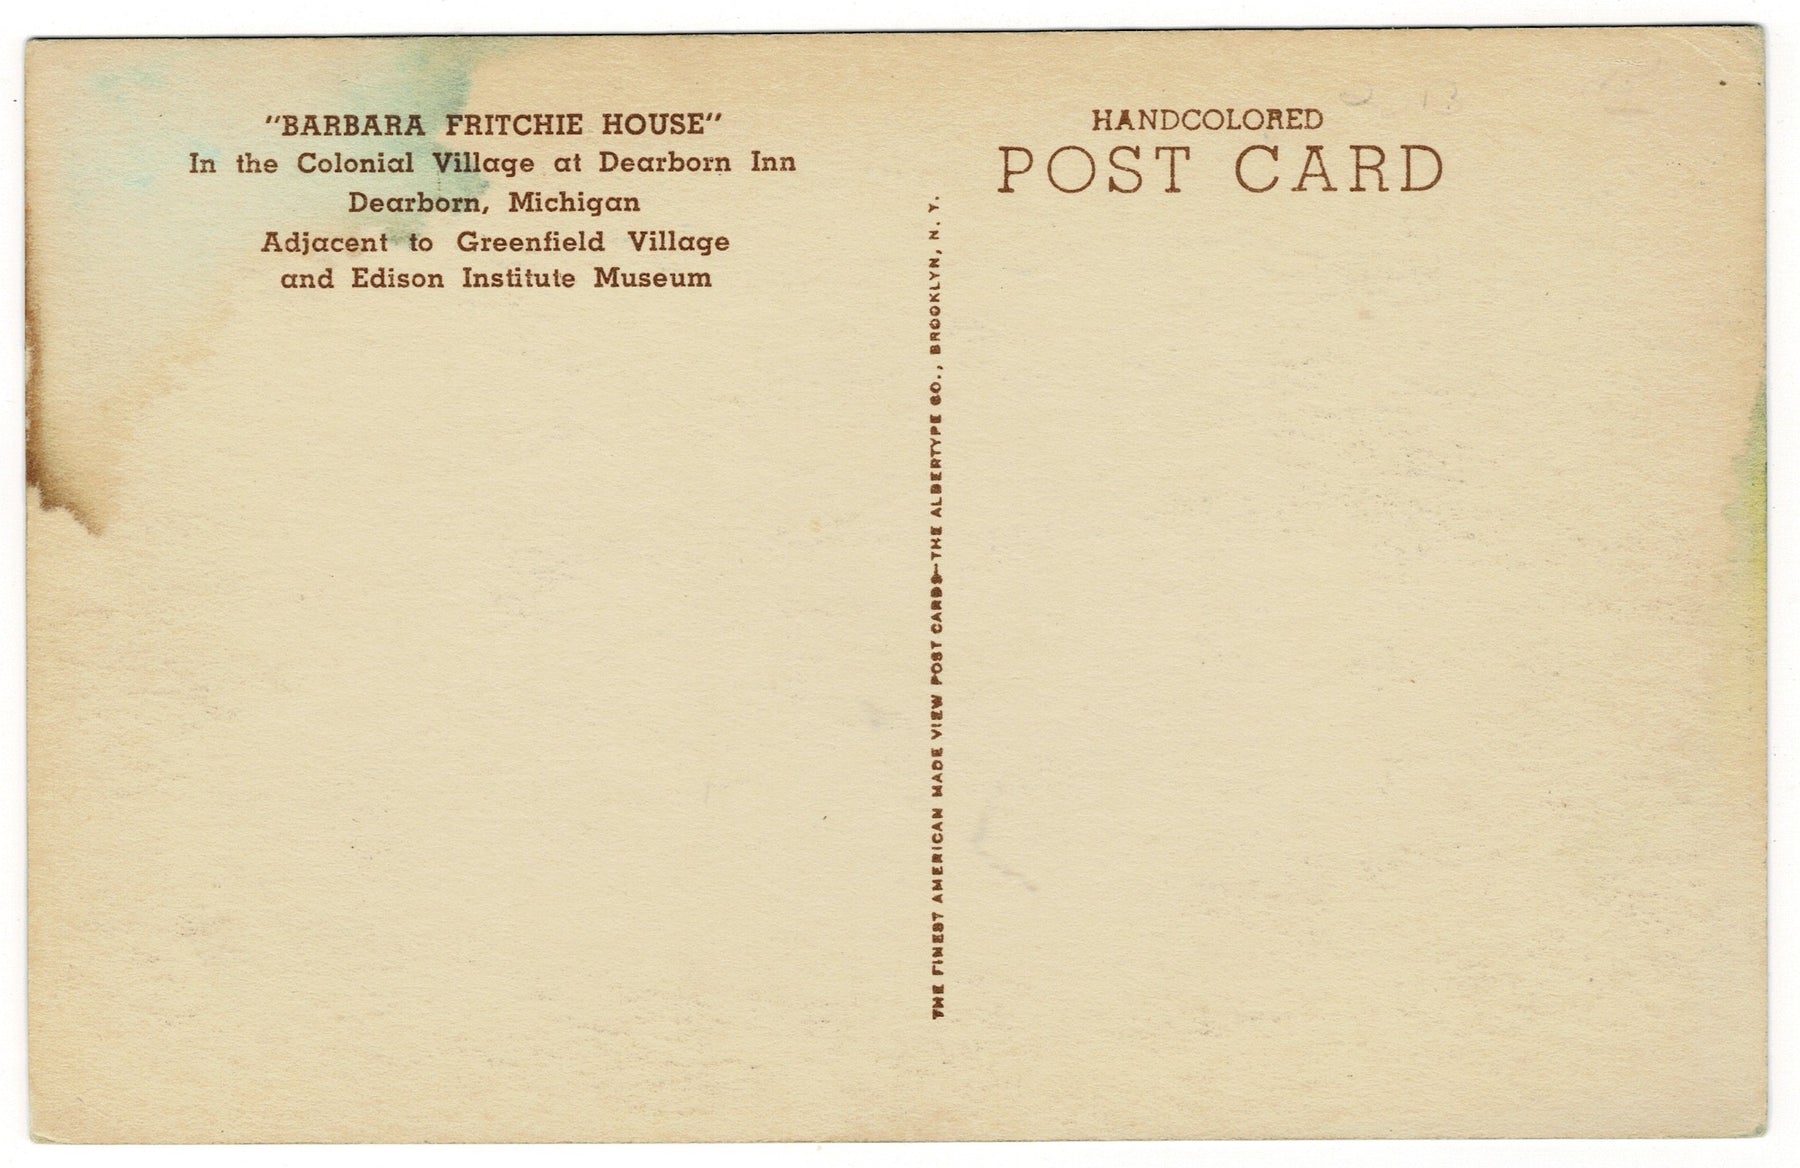 "BARBARA FRITCHIE HOUSE"
In the Colonial Village at Dearborn Inn
Dearborn, Michigan
Adjacent to Greenfield Village
and Edison Institute Museum
HANDCOLORED
POST CARD
THE FINEST AMERICAN MADE VIEW POST CARDS—THE ALBERTYPE CO., BROOKLYN, N. Y.